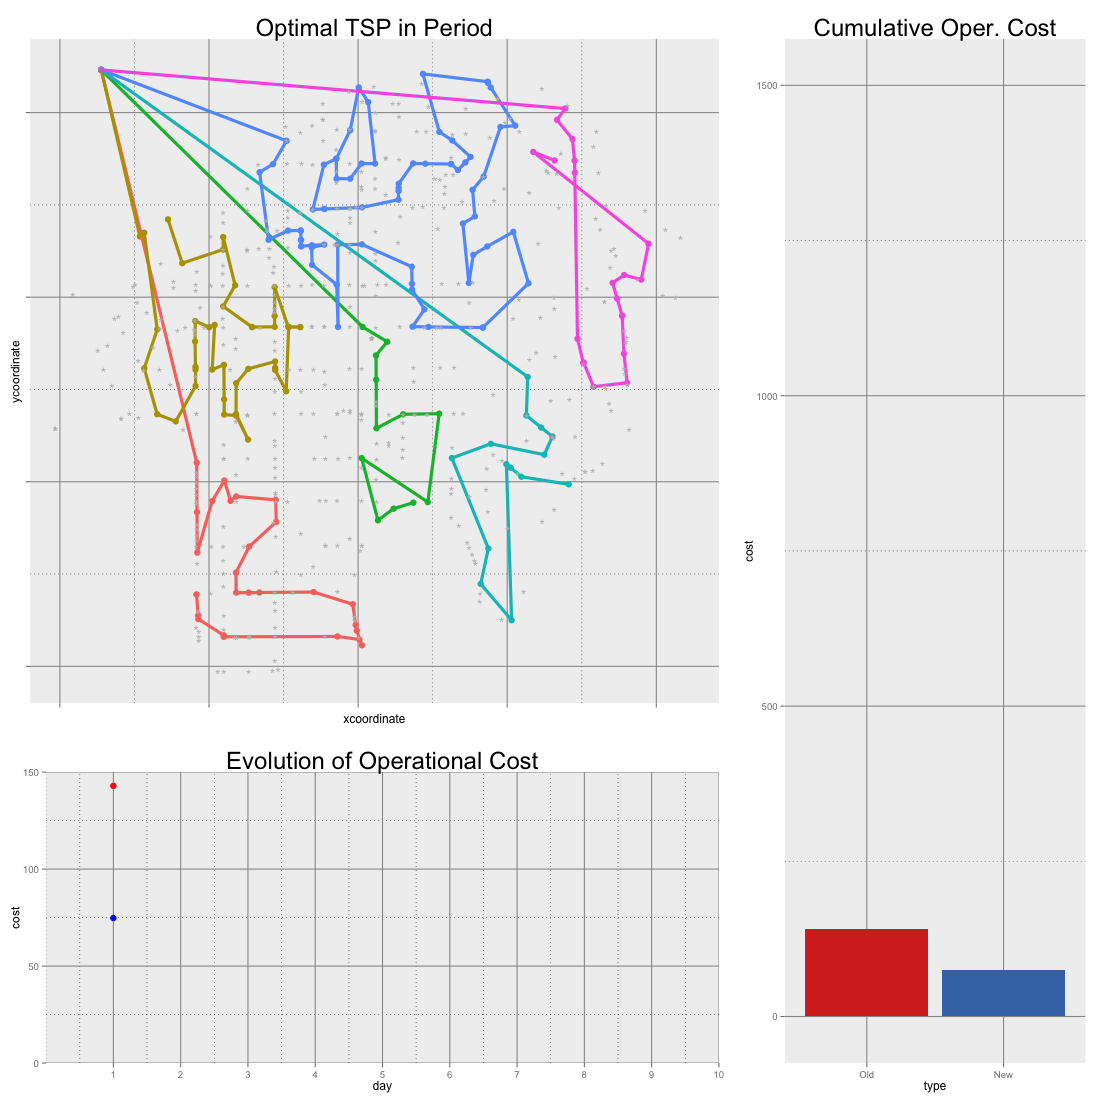 Optimal TSP in Period
ycoordinate
xcoordinate
Evolution of Operational Cost
150
100
50
0
cost
1 2 3 4 5 6 7 8 9 10
day
Cumulative Oper. Cost
1500
1000
500
0
cost
Old New
type